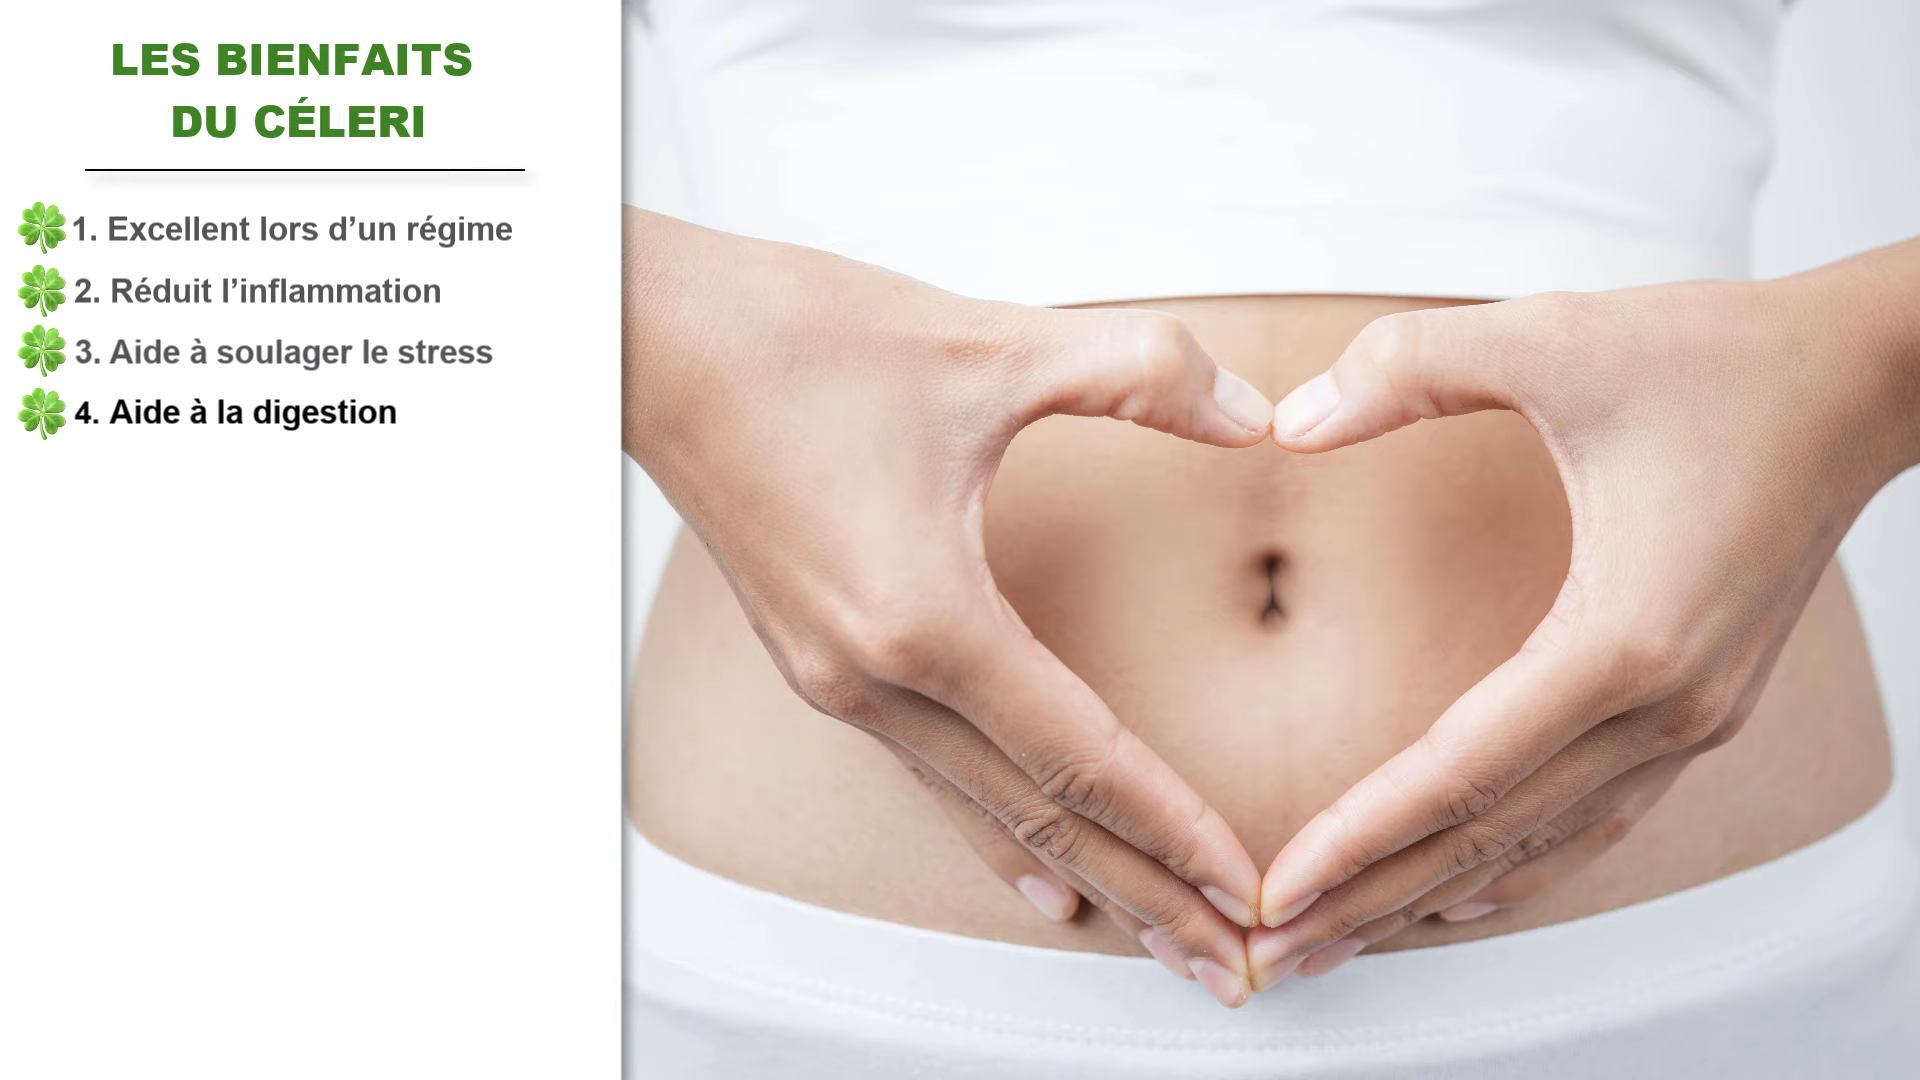 LES BIENFAITS
DU CÉLERI
1. Excellent lors d’un régime
2. Réduit l’inflammation
3. Aide à soulager le stress
4. Aide à la digestion